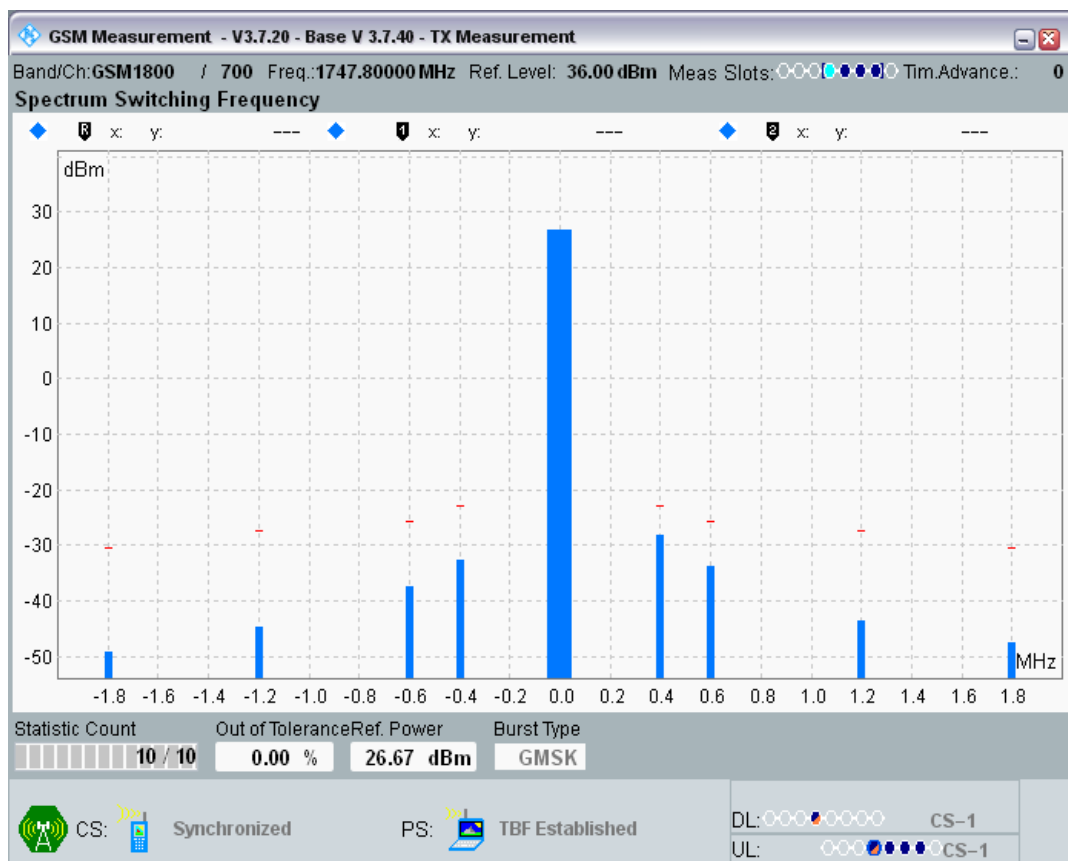 GSM Measurement - V3.7.20 - Base V 3.7.40 - TX Measurement
Band/Ch:GSM1800 / 700 Freq.:1747.80000 MHz Ref. Level: 36.00 dBm Meas Slots: Tim.Advance.: 0
Spectrum Switching Frequency
R x: y: --- 1 x: y: --- 2 x: y: ---
dBm
30
20
10
0
-10
-20
-30
-40
-50
MHz
-1.8 -1.6 -1.4 -1.2 -1.0 -0.8 -0.6 -0.4 -0.2 0.0 0.2 0.4 0.6 0.8 1.0 1.2 1.4 1.6 1.8
Statistic Count Out of Tolerance Ref. Power Burst Type
10 / 10 0.00 % 26.67 dBm GMSK
CS: Synchronized PS: TBF Established
DL: CS-1
UL: CS-1